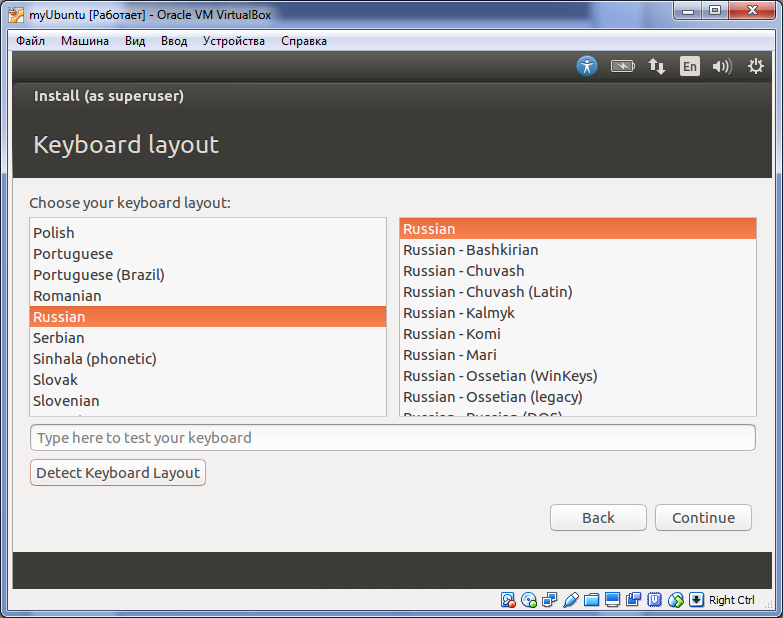 myUbuntu [Работает] - Oracle VM VirtualBox
Файл Машина Вид Ввод Устройства Справка
En
Install (as superuser)
Keyboard layout
Choose your keyboard layout:
Polish
Portuguese
Portuguese (Brazil)
Romanian
Russian
Serbian
Sinhala (phonetic)
Slovak
Slovenian
Russian
Russian - Bashkirian
Russian - Chuvash
Russian - Chuvash (Latin)
Russian - Kalmyk
Russian - Komi
Russian - Mari
Russian - Ossetian (WinKeys)
Russian - Ossetian (legacy)
Russian - Russian (DOS)
Type here to test your keyboard
Detect Keyboard Layout
Back Continue
Right Ctrl